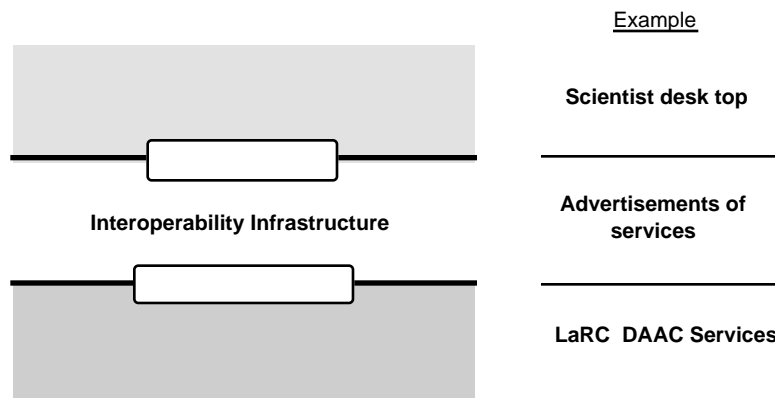 Example
Scientist desk top
Interoperability Infrastructure
Advertisements of
services
LaRC  DAAC Services